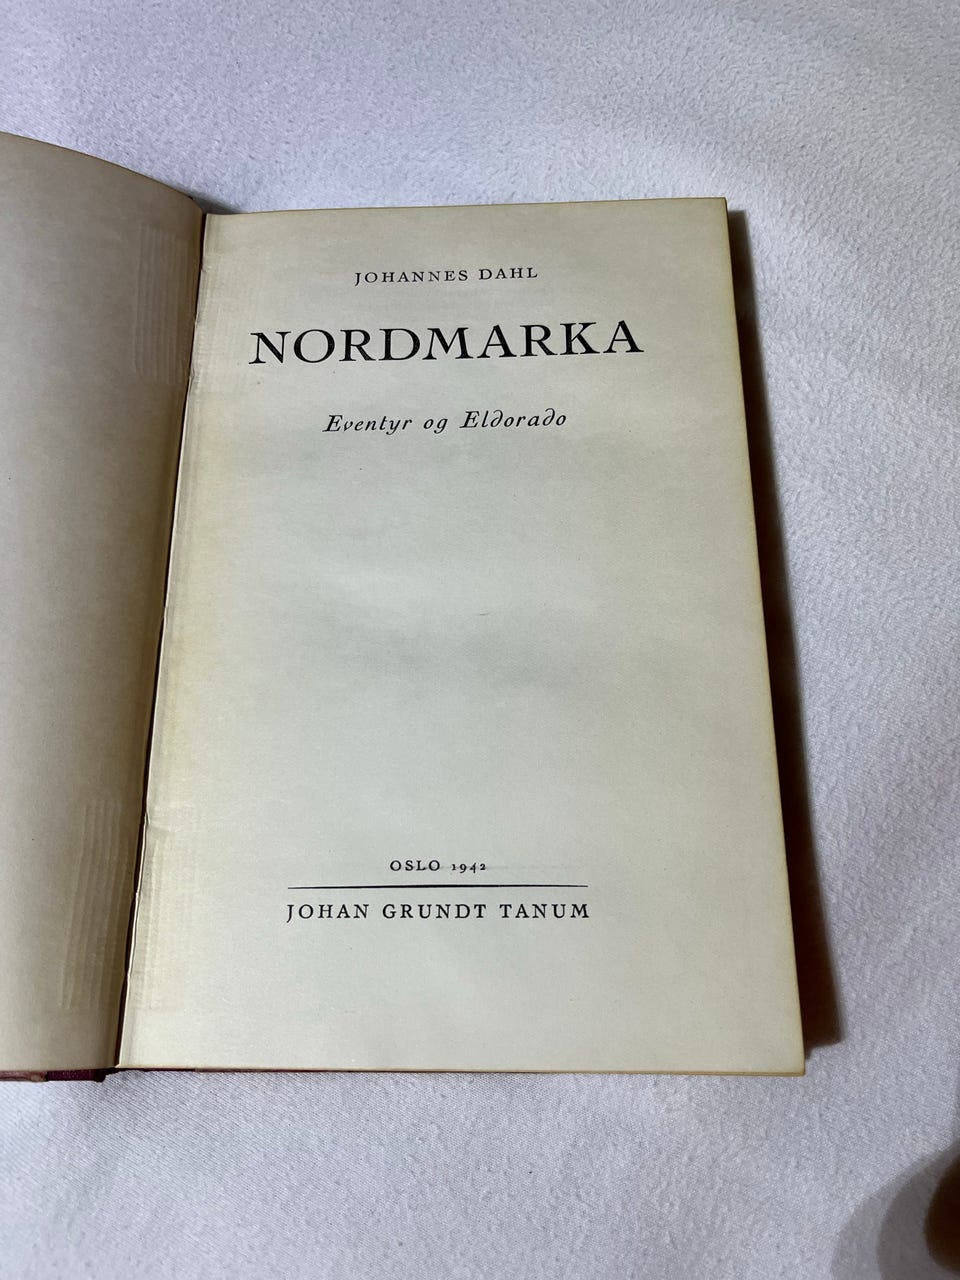 JOHANNES DAHL
NORDMARKA
Eventyr og Eldorado
OSLO 1942
JOHAN GRUNDT TANUM